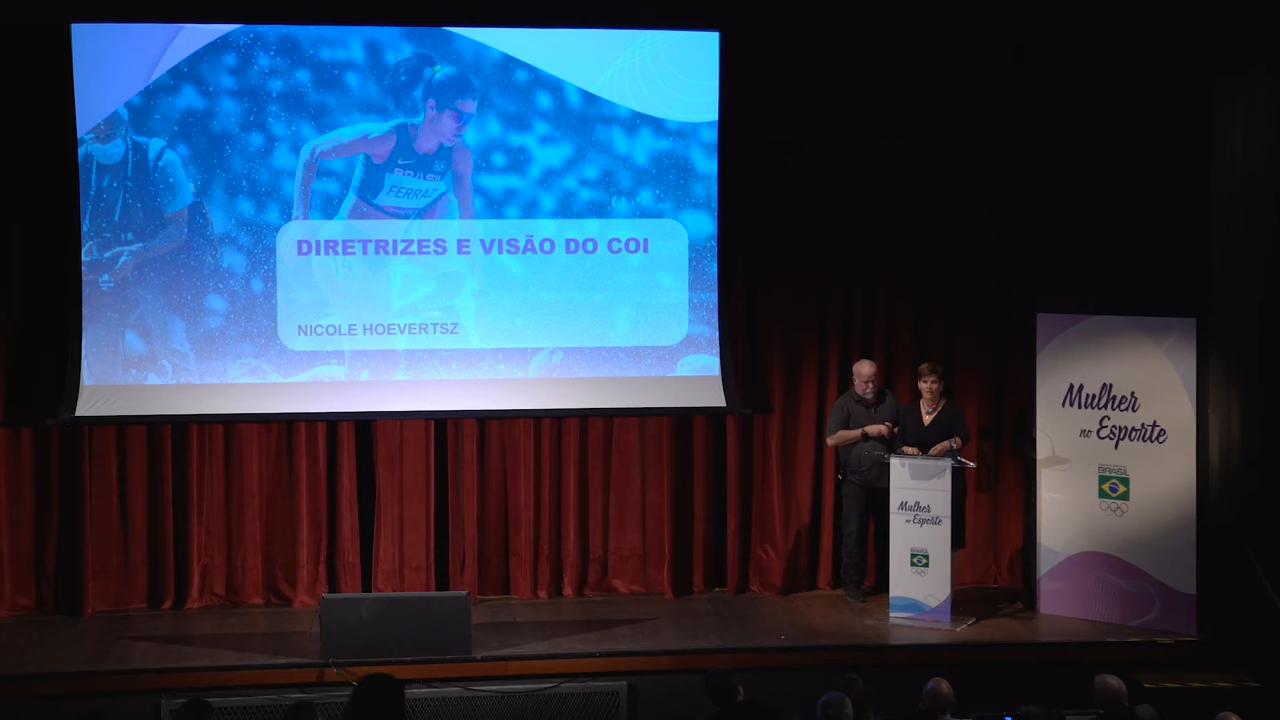 BRASIL
FERRAZ
DIRETRIZES E VISÃO DO COI
NICOLE HOEVERTSZ
Mulher
no Esporte
BRASIL
Mulher
no Esporte